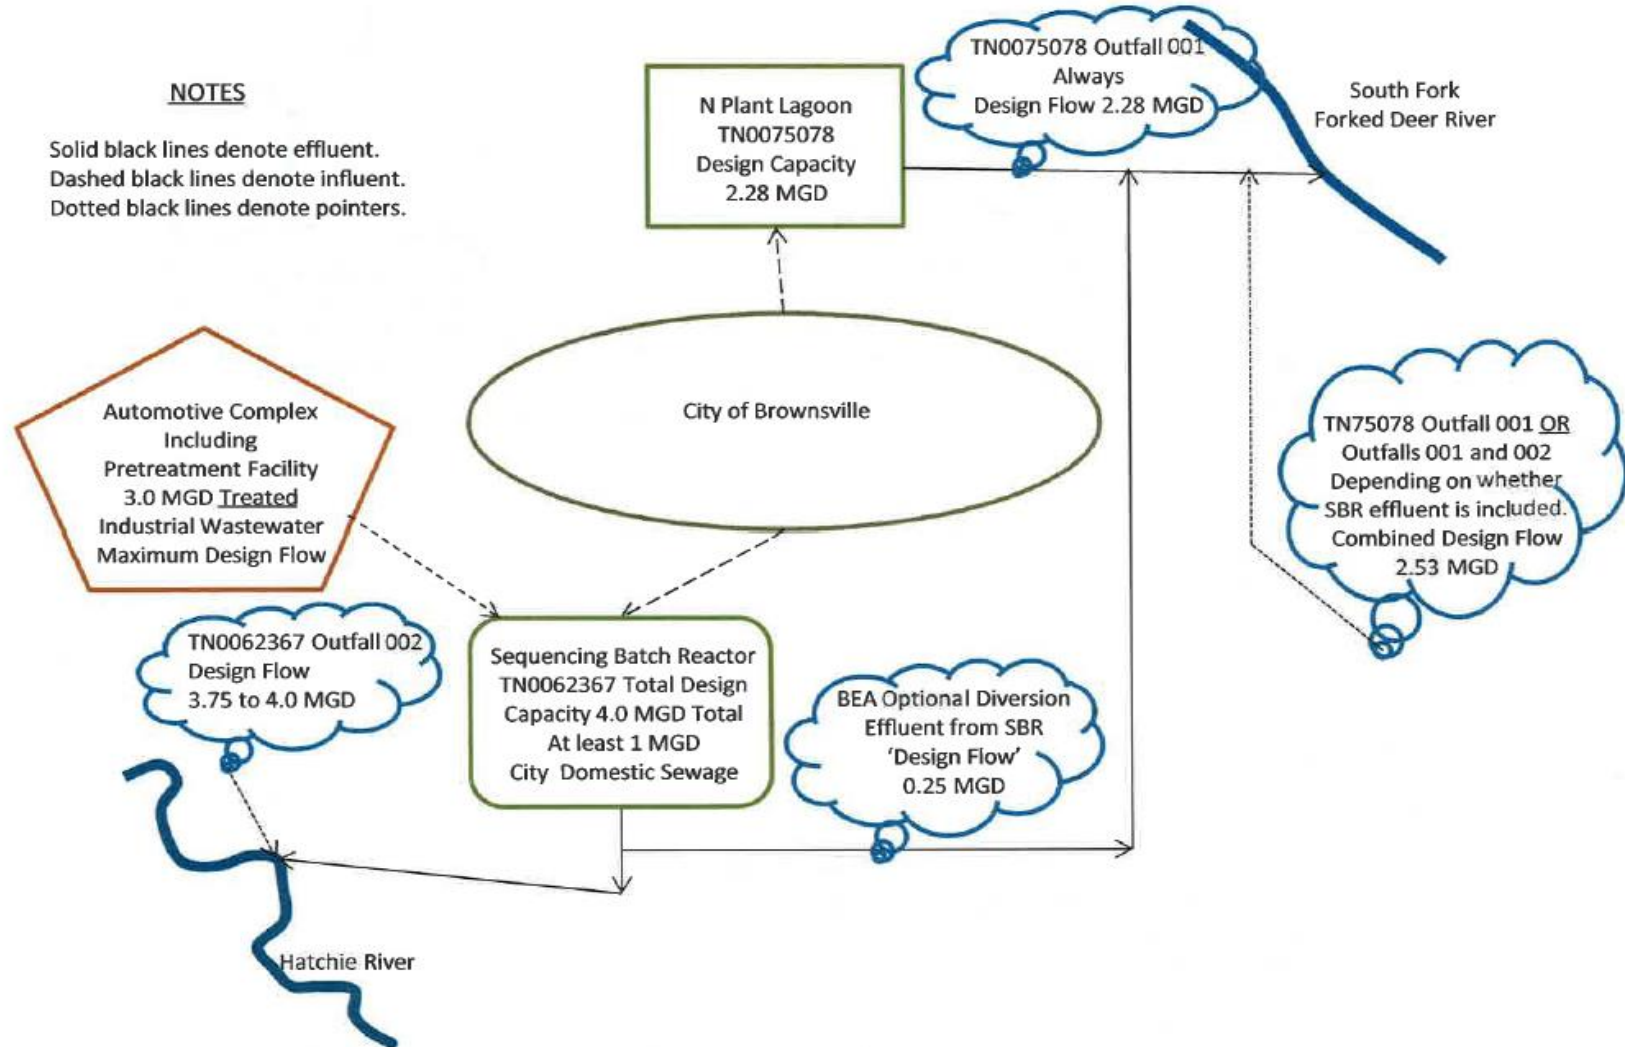 NOTES
Solid black lines denote effluent.
Dashed black lines denote influent.
Dotted black lines denote pointers.
N Plant Lagoon
TN0075078
Design Capacity
2.28 MGD
TN0075078 Outfall 001
Always
Design Flow 2.28 MGD
South Fork
Forked Deer River
City of Brownsville
Automotive Complex
Including
Pretreatment Facility
3.0 MGD Treated
Industrial Wastewater
Maximum Design Flow
TN75078 Outfall 001 OR
Outfalls 001 and 002
Depending on whether
SBR effluent is included.
Combined Design Flow
2.53 MGD
TN0062367 Outfall 002
Design Flow
3.75 to 4.0 MGD
Sequencing Batch Reactor
TN0062367 Total Design
Capacity 4.0 MGD Total
At least 1 MGD
City Domestic Sewage
BEA Optional Diversion
Effluent from SBR
'Design Flow'
0.25 MGD
Hatchie River